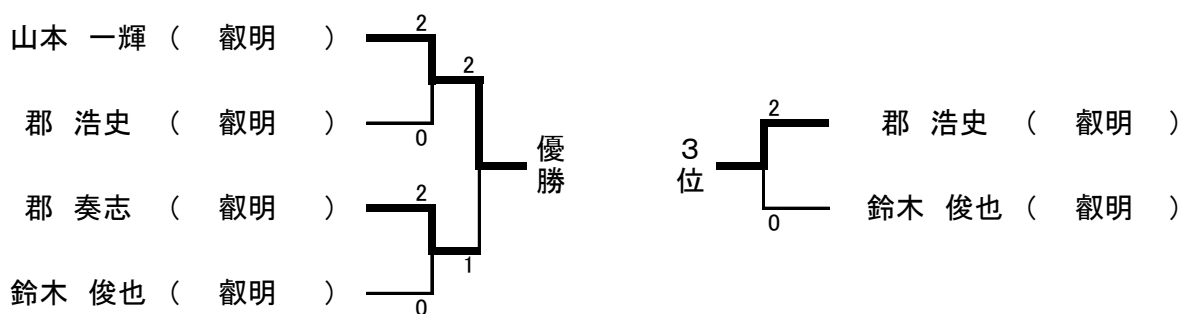 山本 一輝 ( 叡明 ) 2
2
郡 浩史 ( 叡明 ) 0
優勝
郡 奏志 ( 叡明 ) 2
1
鈴木 俊也 ( 叡明 ) 0
3位
2 郡 浩史 ( 叡明 )
0 鈴木 俊也 ( 叡明 )